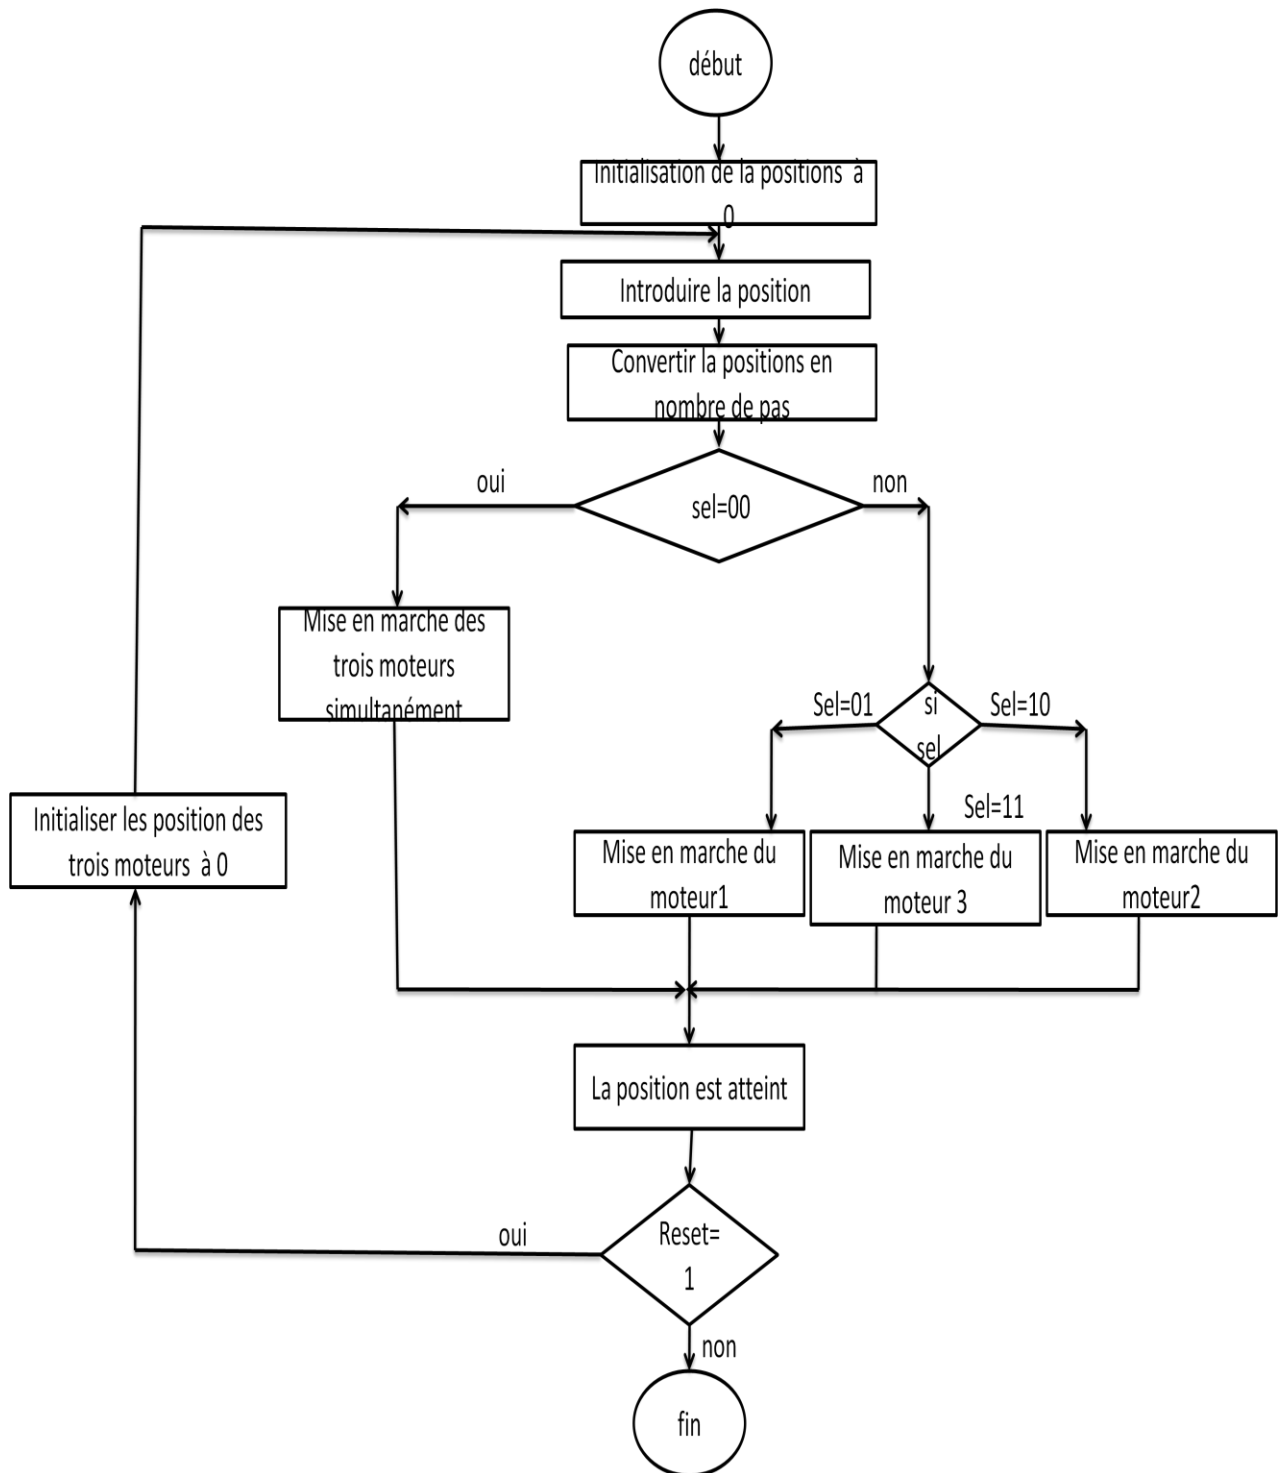 début
Initialisation de la positions à
0
Introduire la position
Convertir la positions en
nombre de pas
oui
non
sel=00
Mise en marche des
trois moteurs
simultanément
Sel=01
si
sel
Sel=10
Sel=11
Initialiser les position des
trois moteurs à 0
Mise en marche du
moteur1
Mise en marche du
moteur 3
Mise en marche du
moteur2
La position est atteint
Reset=
1
oui
non
fin